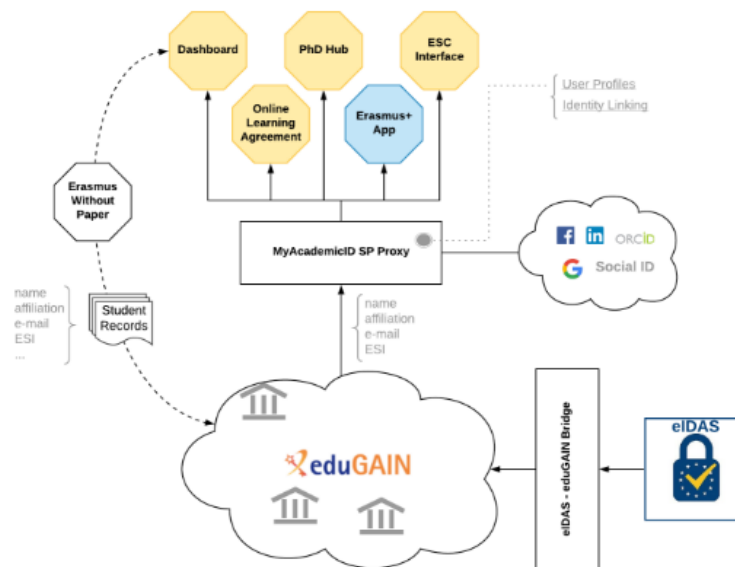 Dashboard
PhD Hub
ESC
Interface
User Profiles
Identity Linking
Online
Learning
Agreement
Erasmus+
App
Erasmus
Without
Paper
MyAcademicID SP Proxy
f in ORCiD
G Social ID
name
affiliation
e-mail
ESI
...
Student
Records
name
affiliation
e-mail
ESI
eduGAIN
eIDAS - eduGAIN Bridge
eIDAS